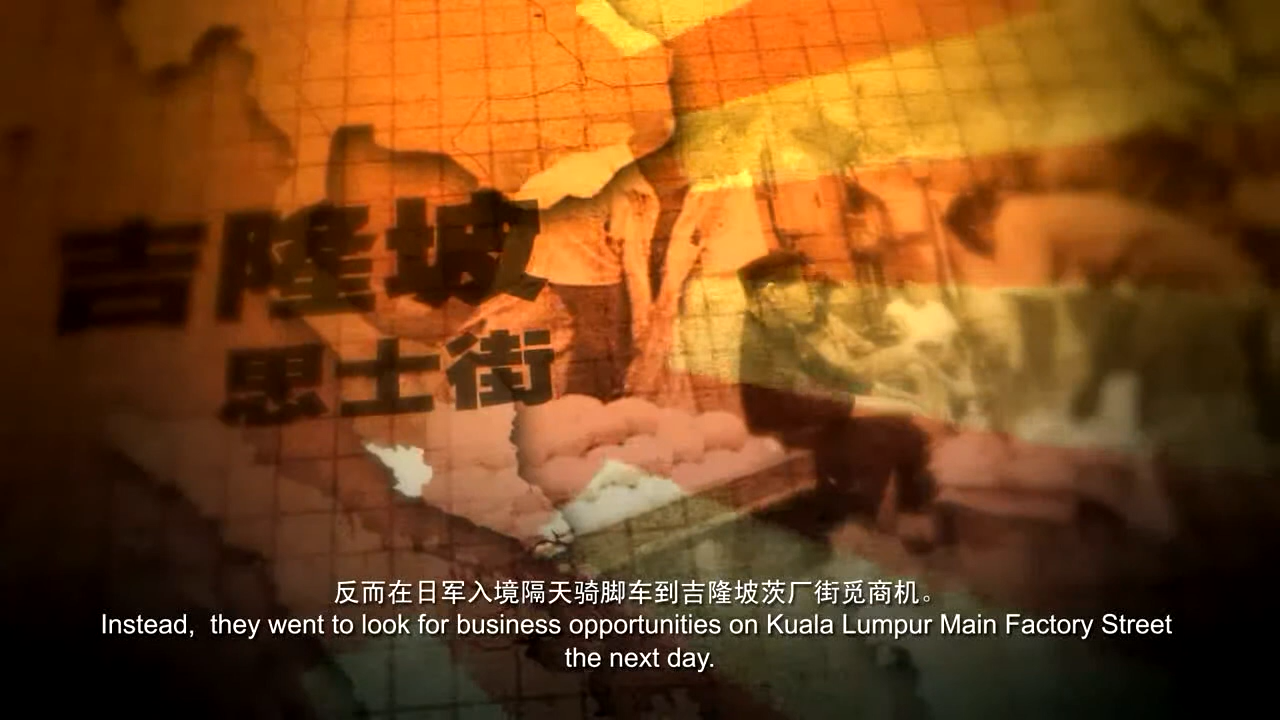 吉隆坡
思士街
反而在日军入境隔天骑脚车到吉隆坡茨厂街觅商机。
Instead, they went to look for business opportunities on Kuala Lumpur Main Factory Street
the next day.